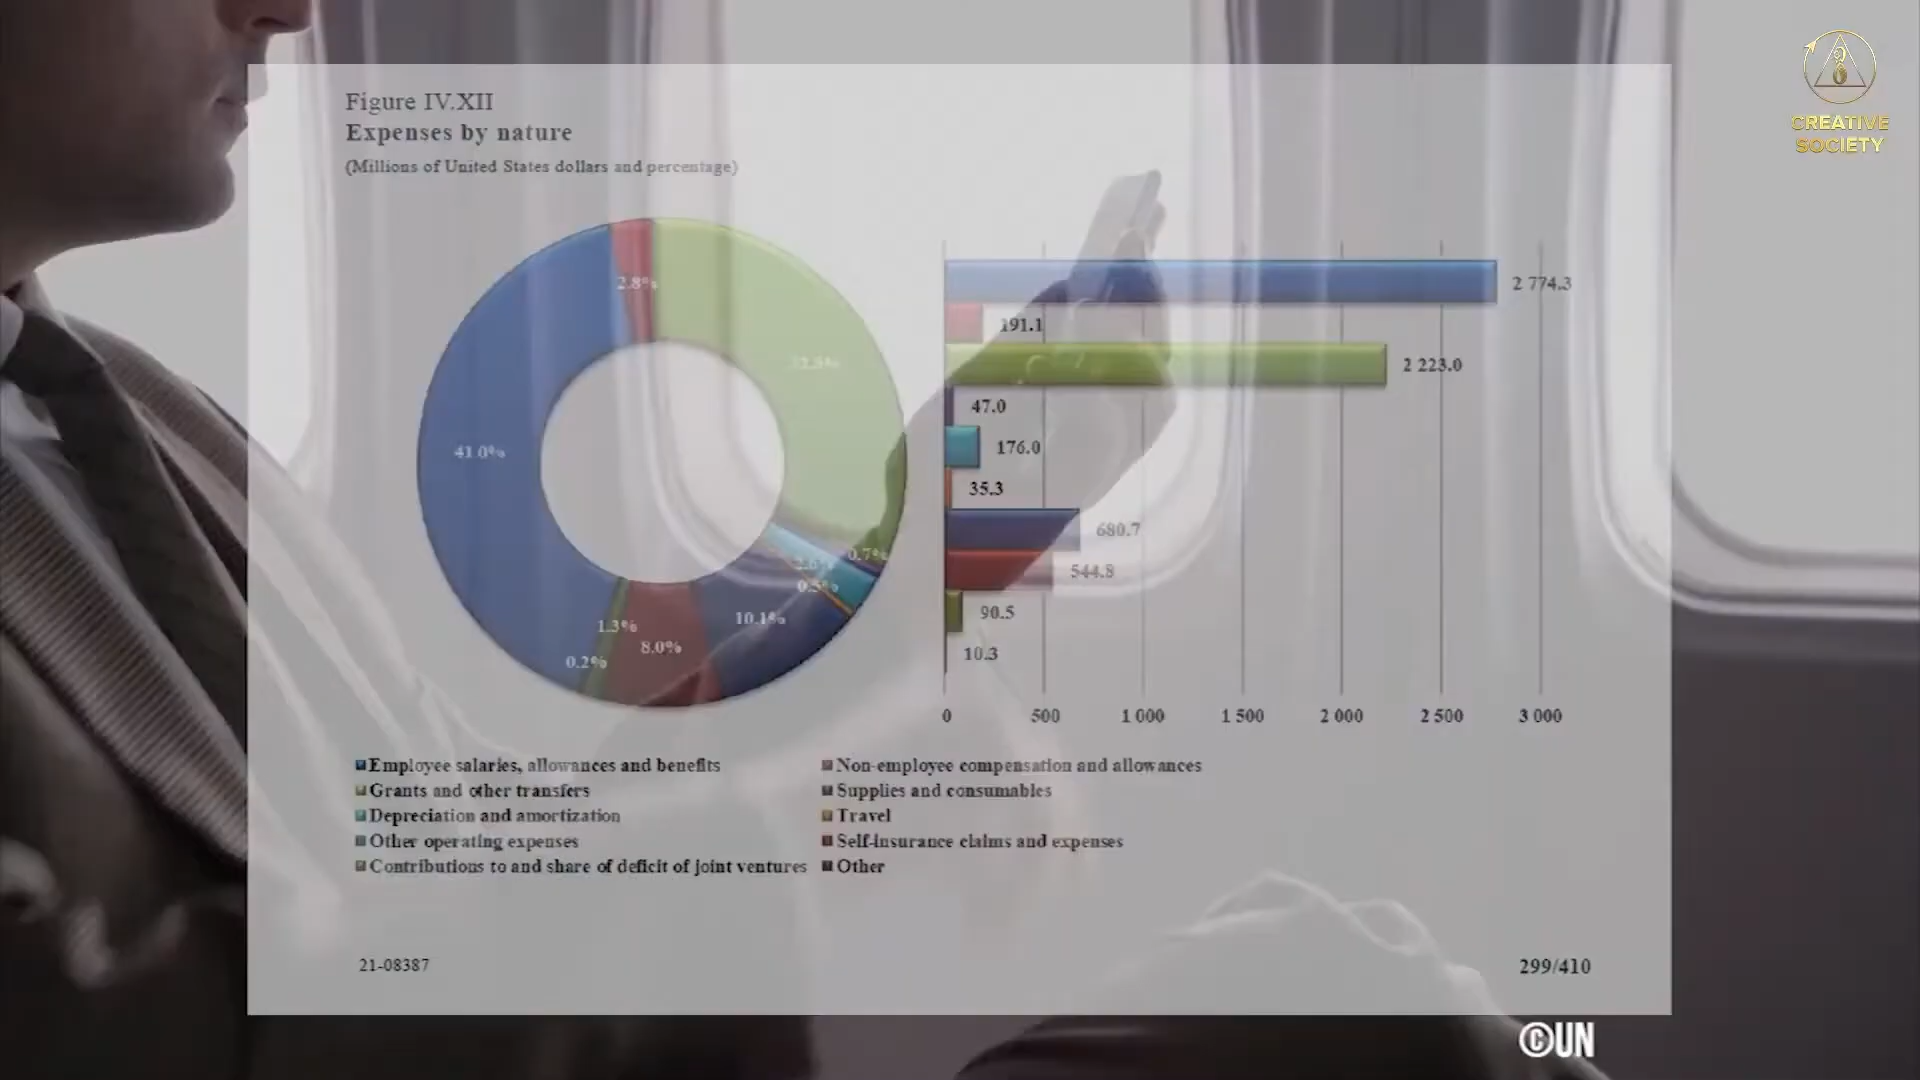 CREATIVE
SOCIETY
Figure IV.XII
Expenses by nature
(Millions of United States dollars and percentage)
2.8%
41.0%
0.7%
2.6%
0.5%
10.1%
1.3%
8.0%
0.2%
2 774.3
191.1
2 223.0
47.0
176.0
35.3
680.7
544.8
90.5
10.3
0 500 1 000 1 500 2 000 2 500 3 000
Employee salaries, allowances and benefits Non-employee compensation and allowances
Grants and other transfers Supplies and consumables
Depreciation and amortization Travel
Other operating expenses Self-insurance claims and expenses
Contributions to and share of deficit of joint ventures Other
21-08387 299/410
©UN